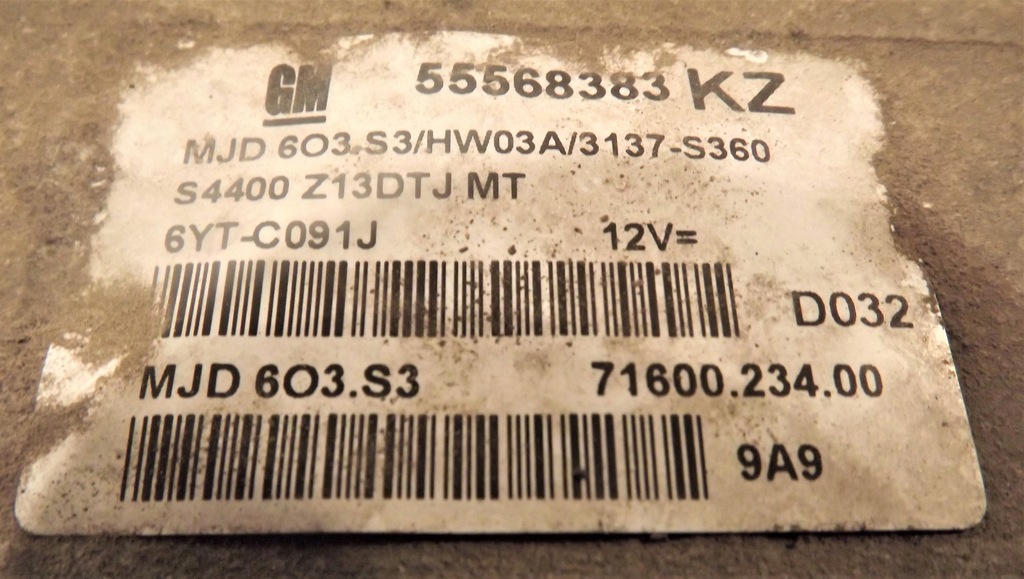 GM 55568383 KZ
MJD 6O3.S3/HW03A/3137-S360
S4400 Z13DTJ MT
6YT-C091J 12V=
D032
MJD 6O3.S3 71600.234.00
9A9